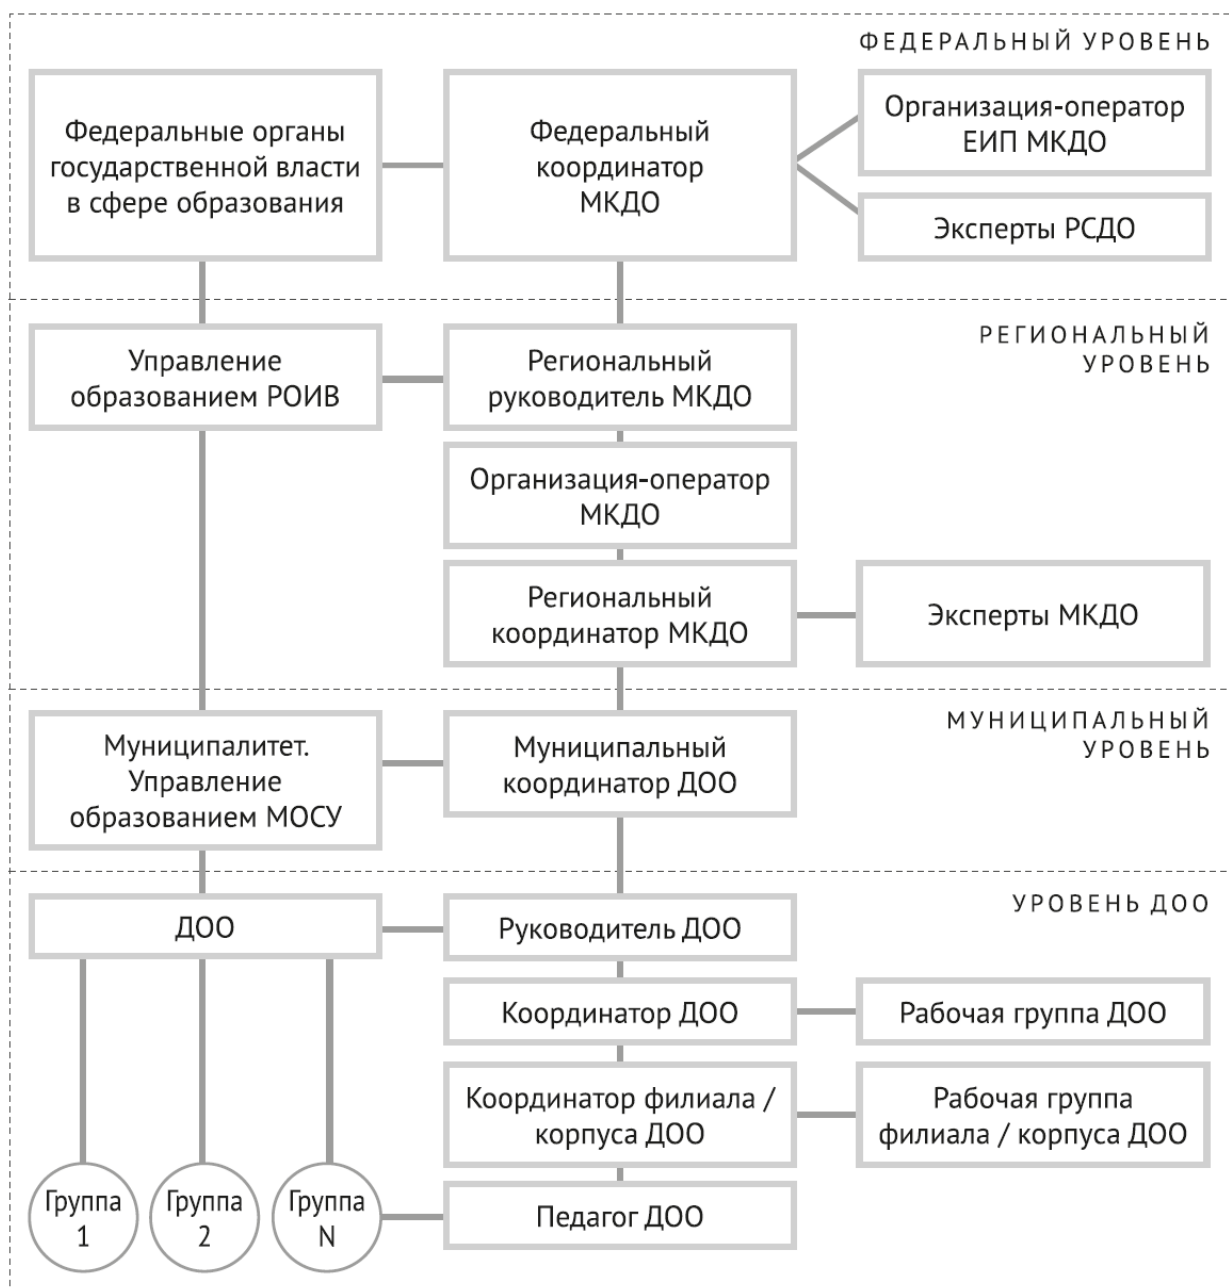 ФЕДЕРАЛЬНЫЙ УРОВЕНЬ
Федеральные органы
государственной власти
в сфере образования
Федеральный
координатор
МКДО
Организация-оператор
ЕИП МКДО
Эксперты РСДО
РЕГИОНАЛЬНЫЙ
УРОВЕНЬ
Управление
образованием РОИВ
Региональный
руководитель МКДО
Организация-оператор
МКДО
Региональный
координатор МКДО
Эксперты МКДО
МУНИЦИПАЛЬНЫЙ
УРОВЕНЬ
Муниципалитет.
Управление
образованием МОСУ
Муниципальный
координатор ДОО
УРОВЕНЬ ДОО
ДОО
Руководитель ДОО
Координатор ДОО
Рабочая группа ДОО
Координатор филиала /
корпуса ДОО
Рабочая группа
филиала / корпуса ДОО
Группа
1
Группа
2
Группа
N
Педагог ДОО